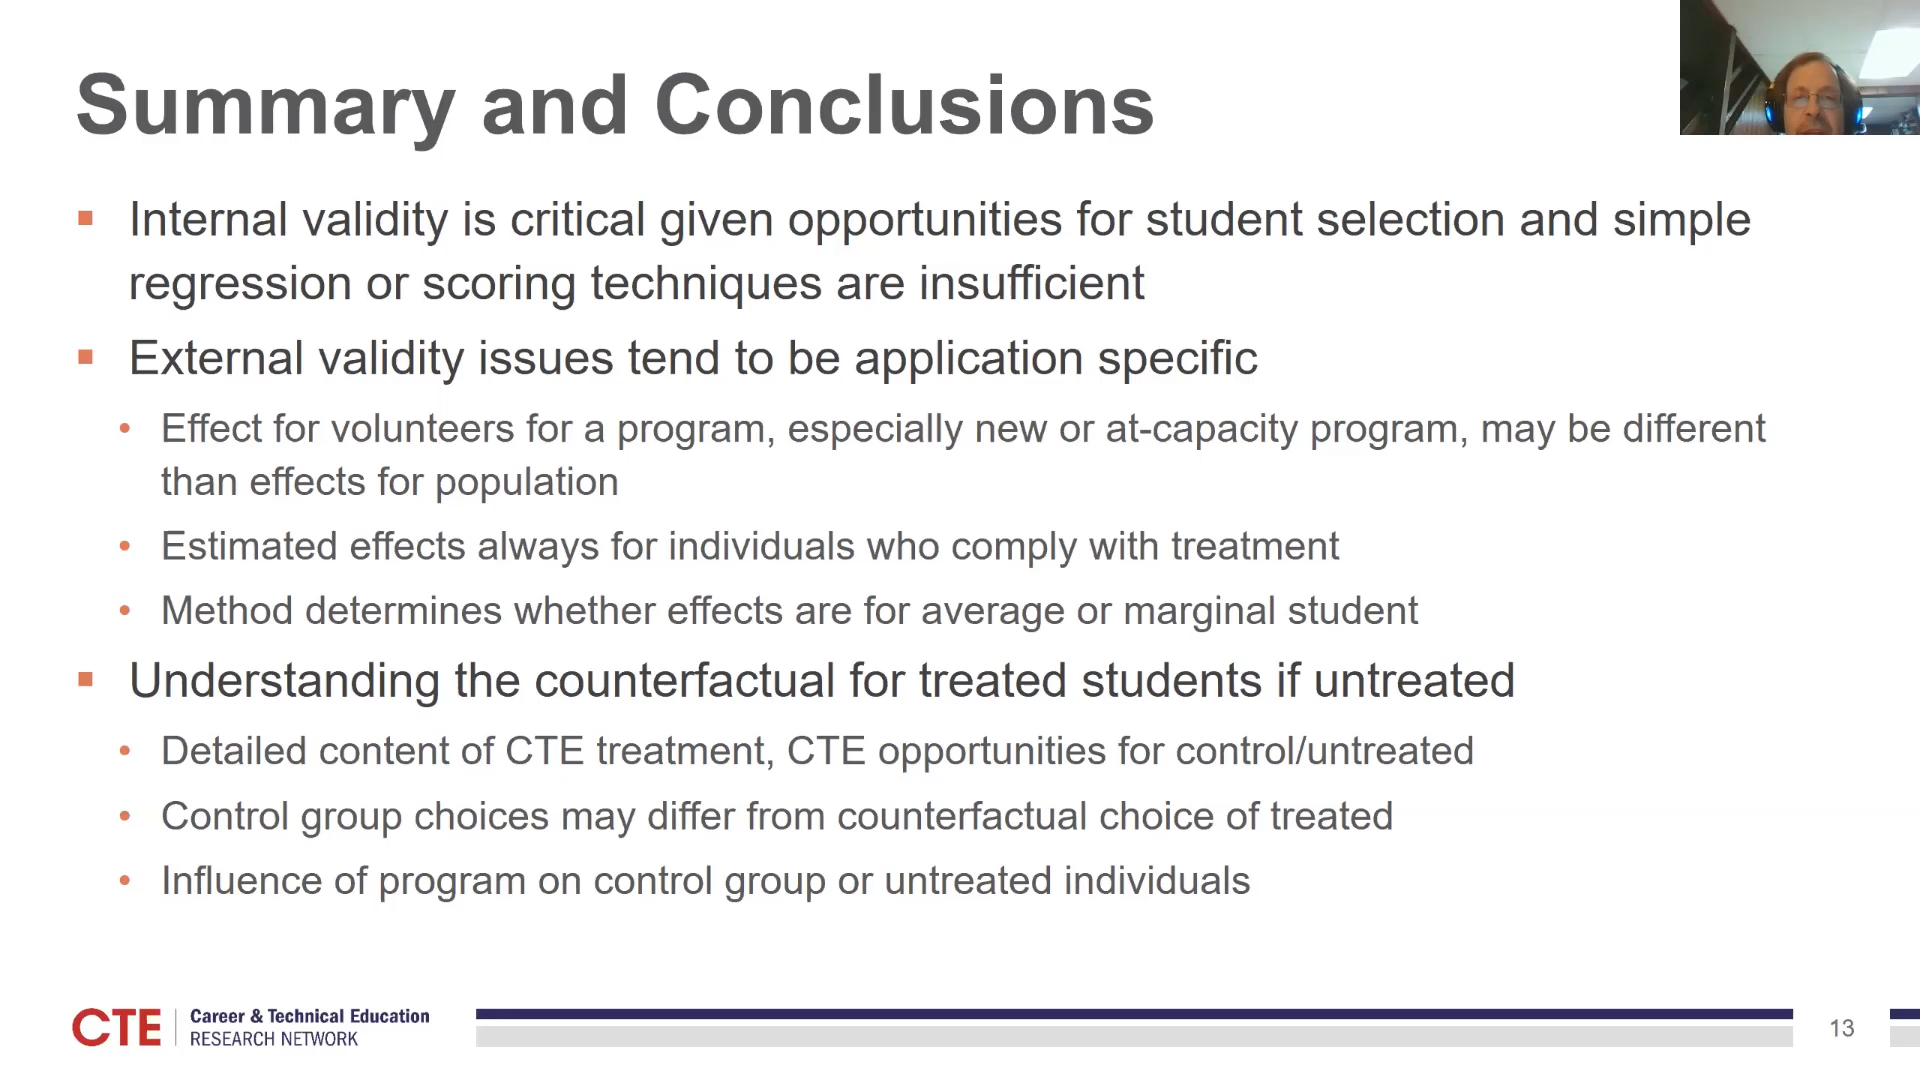 Summary and Conclusions
Internal validity is critical given opportunities for student selection and simple
regression or scoring techniques are insufficient
External validity issues tend to be application specific
Effect for volunteers for a program, especially new or at-capacity program, may be different
than effects for population
Estimated effects always for individuals who comply with treatment
Method determines whether effects are for average or marginal student
Understanding the counterfactual for treated students if untreated
Detailed content of CTE treatment, CTE opportunities for control/untreated
Control group choices may differ from counterfactual choice of treated
Influence of program on control group or untreated individuals
CTE
Career & Technical Education
RESEARCH NETWORK
13